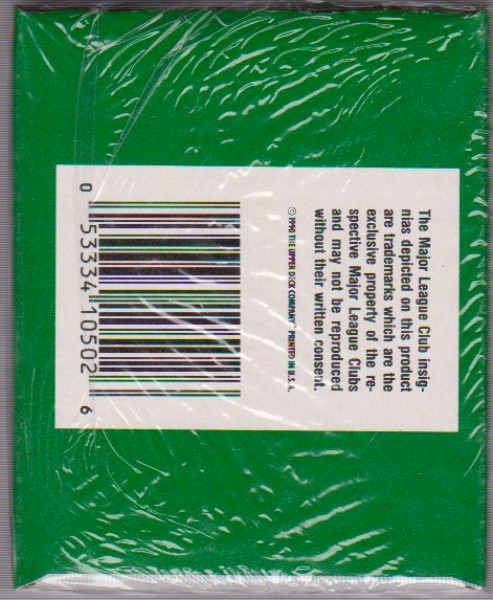 The Major League Club insig-
nias depicted on this product
are trademarks which are the
exclusive property of the re-
spective Major League Clubs
and may not be reproduced
without their written consent.
© 1990 THE UPPER DECK COMPANY PRINTED IN U.S.A.
0 53334 10502 6